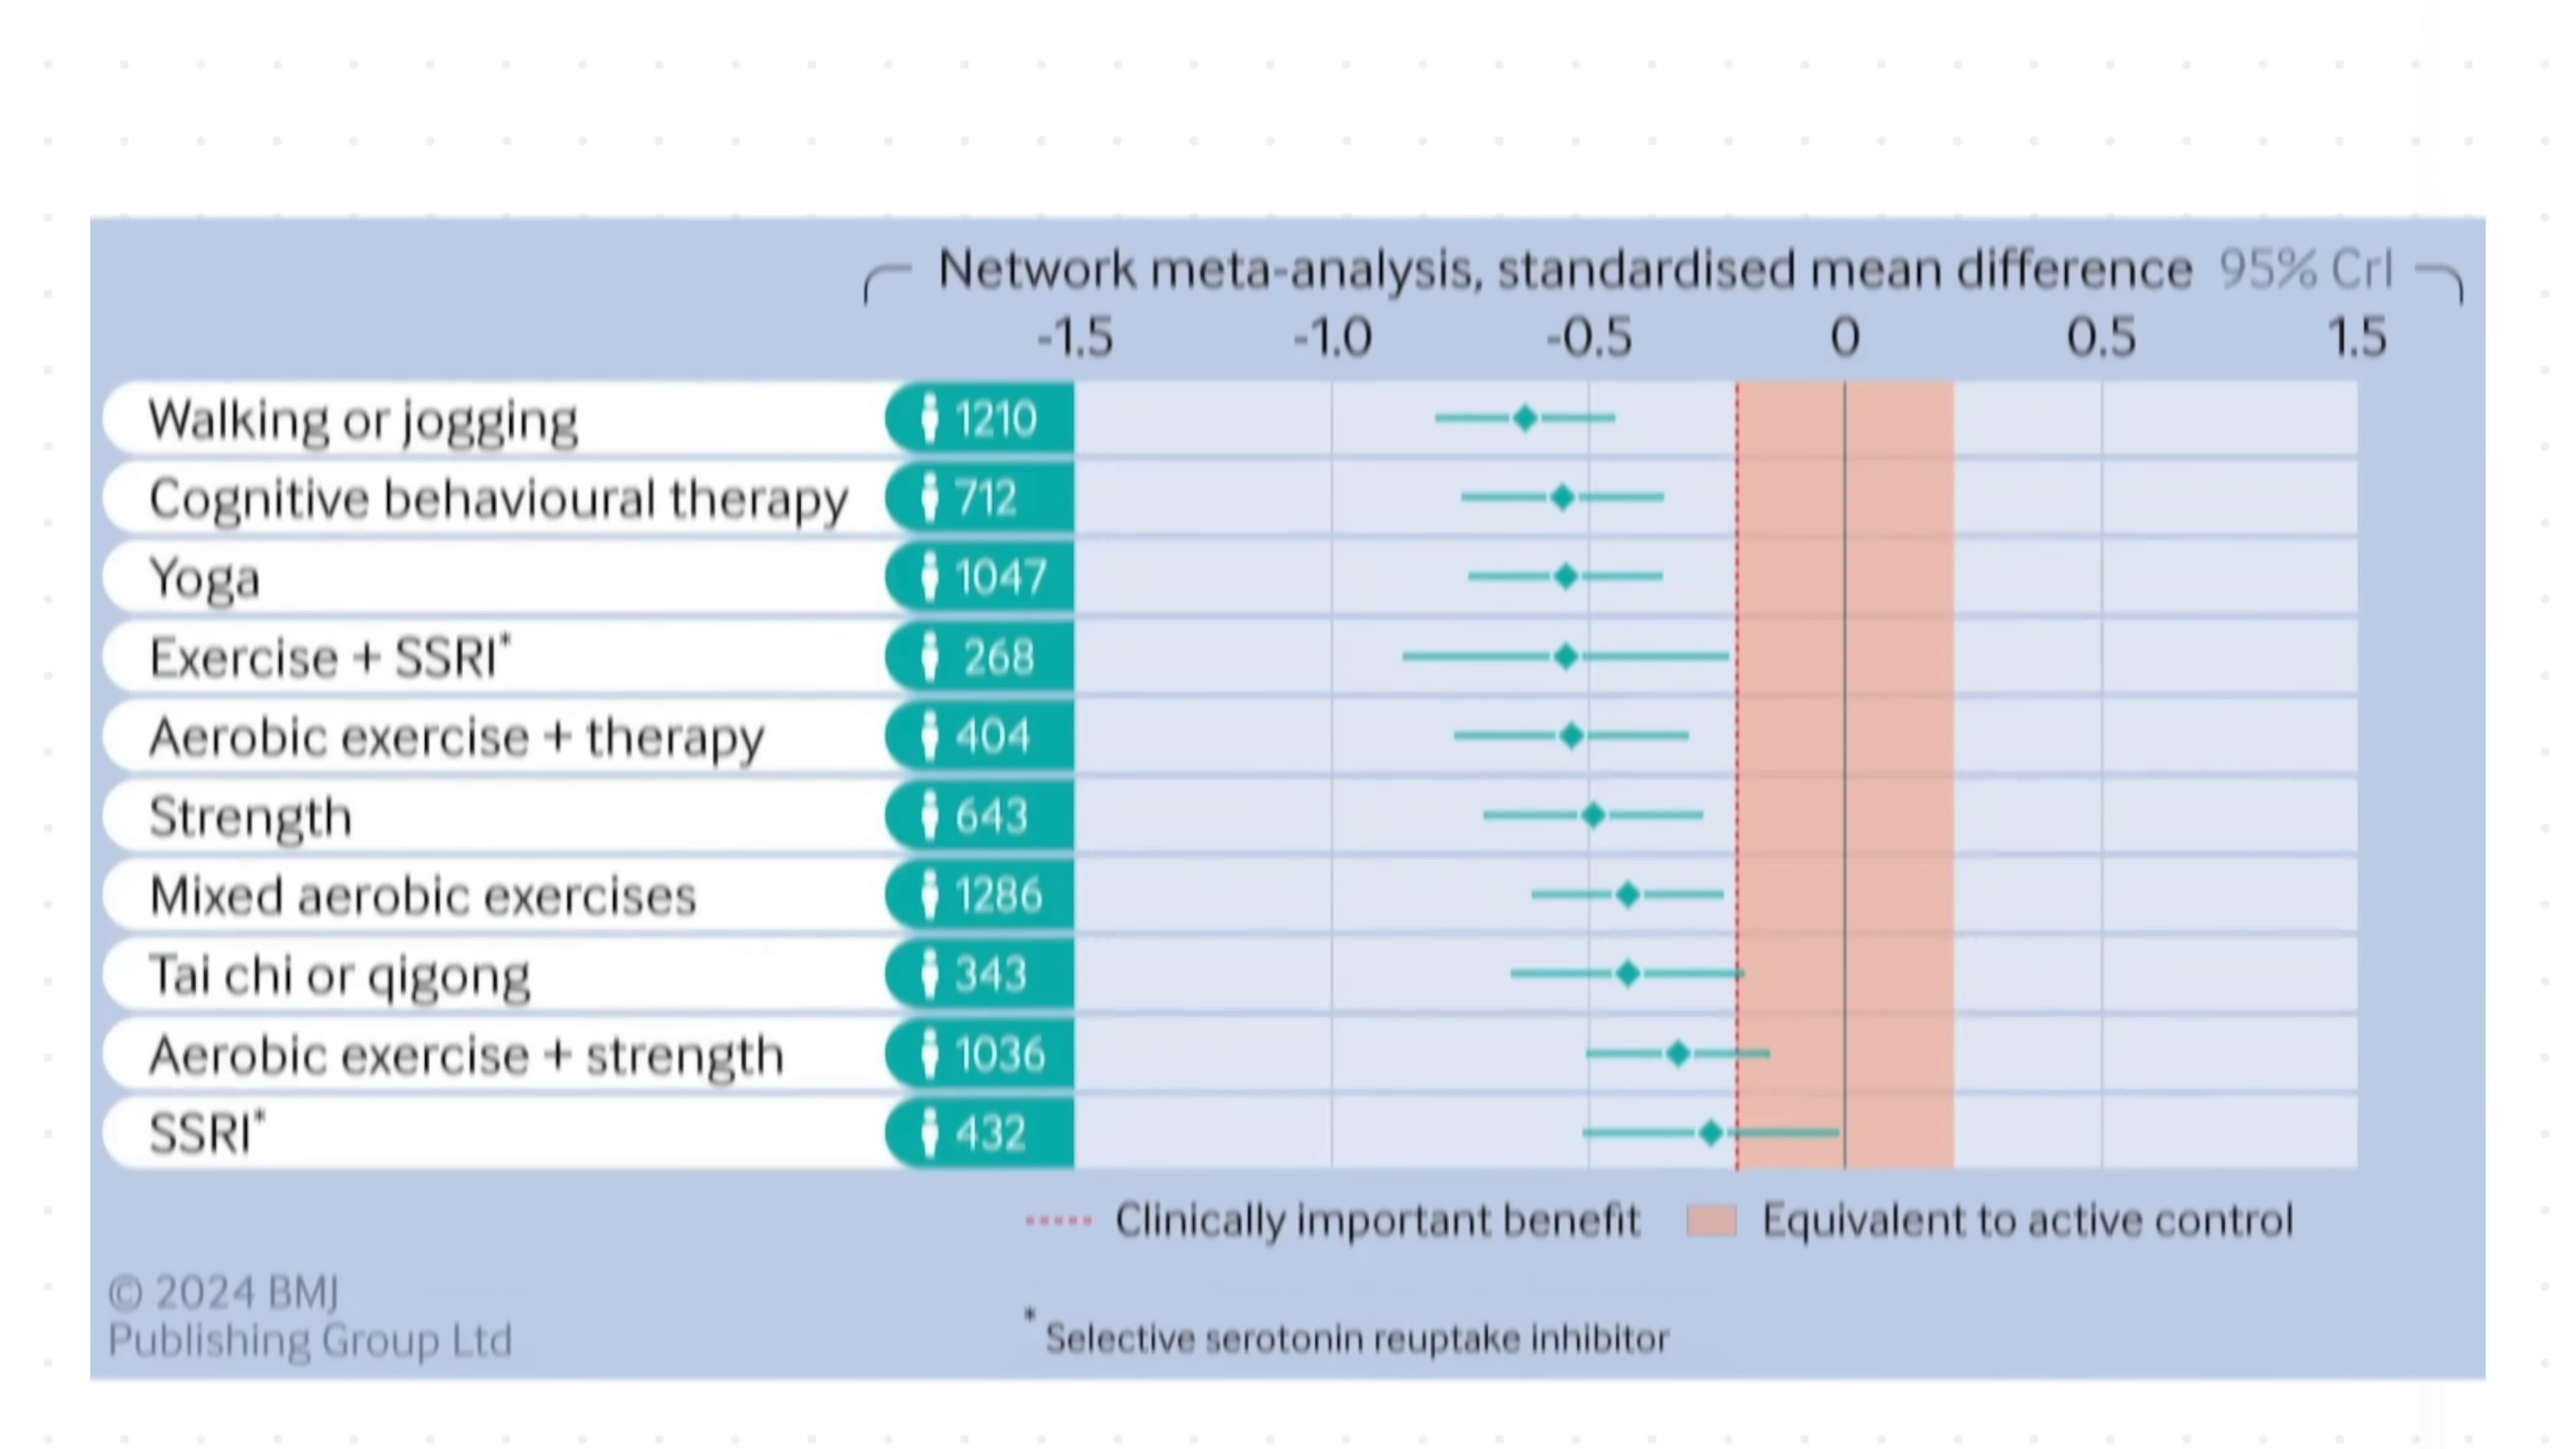 Network meta-analysis, standardised mean difference 95% CrI
-1.5 -1.0 -0.5 0 0.5 1.5
Walking or jogging 1210
Cognitive behavioural therapy 712
Yoga 1047
Exercise + SSRI* 268
Aerobic exercise + therapy 404
Strength 643
Mixed aerobic exercises 1286
Tai chi or qigong 343
Aerobic exercise + strength 1036
SSRI* 432
Clinically important benefit Equivalent to active control
© 2024 BMJ
Publishing Group Ltd
* Selective serotonin reuptake inhibitor